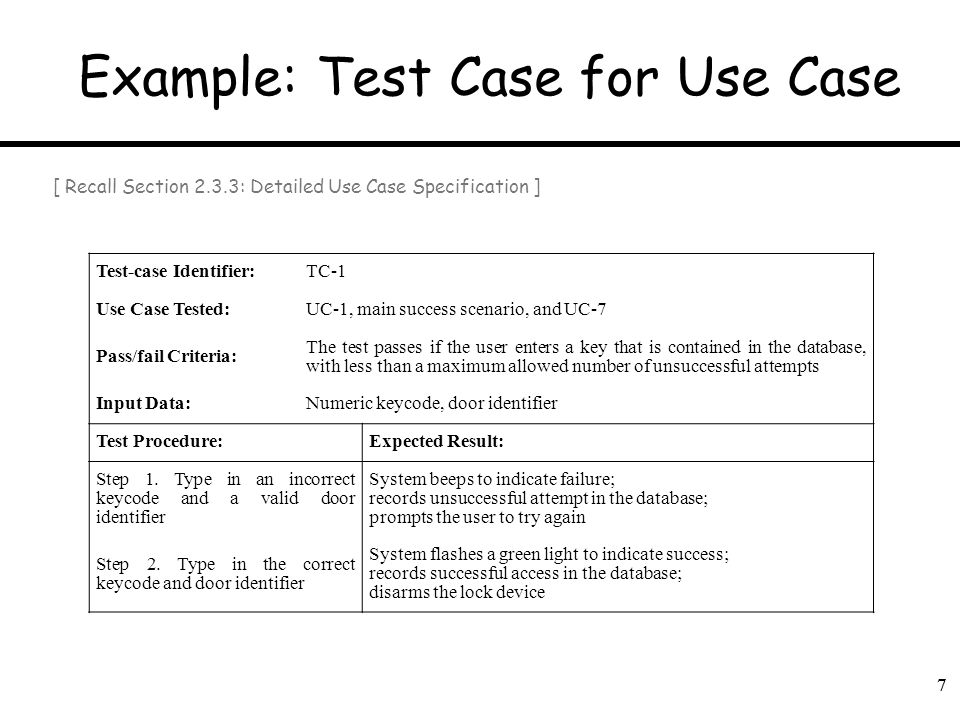 Example: Test Case for Use Case
[ Recall Section 2.3.3: Detailed Use Case Specification ]
Test-case Identifier: TC-1
Use Case Tested: UC-1, main success scenario, and UC-7
Pass/fail Criteria: The test passes if the user enters a key that is contained in the database,
with less than a maximum allowed number of unsuccessful attempts
Input Data: Numeric keycode, door identifier
Test Procedure: Expected Result:
Step 1. Type in an incorrect
keycode and a valid door
identifier
System beeps to indicate failure;
records unsuccessful attempt in the database;
prompts the user to try again
Step 2. Type in the correct
keycode and door identifier
System flashes a green light to indicate success;
records successful access in the database;
disarms the lock device
7